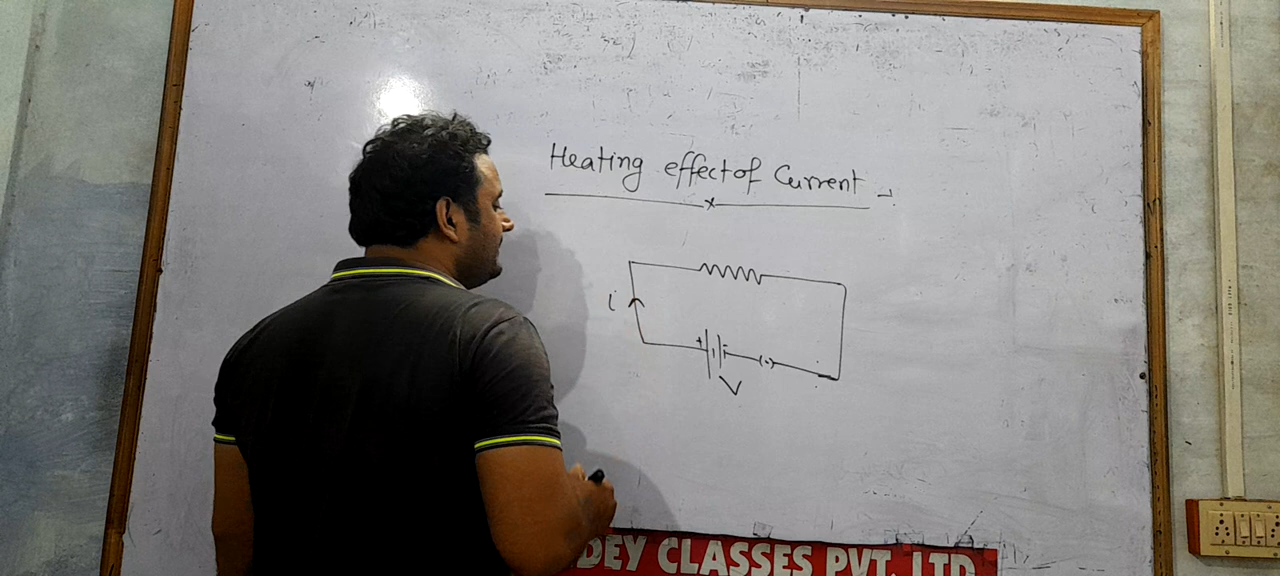 Heating effect of Current
i
+
V
DEY CLASSES PVT. LTD